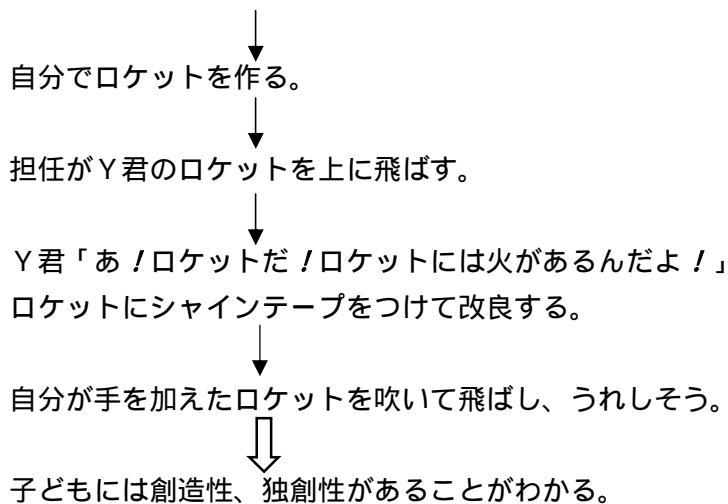 自分でロケットを作る。
担任がＹ君のロケットを上に飛ばす。
Ｙ君「あ！ロケットだ！ロケットには火があるんだよ！」
ロケットにシャインテープをつけて改良する。
自分が手を加えたロケットを吹いて飛ばし、うれしそう。
子どもには創造性、独創性があることがわかる。